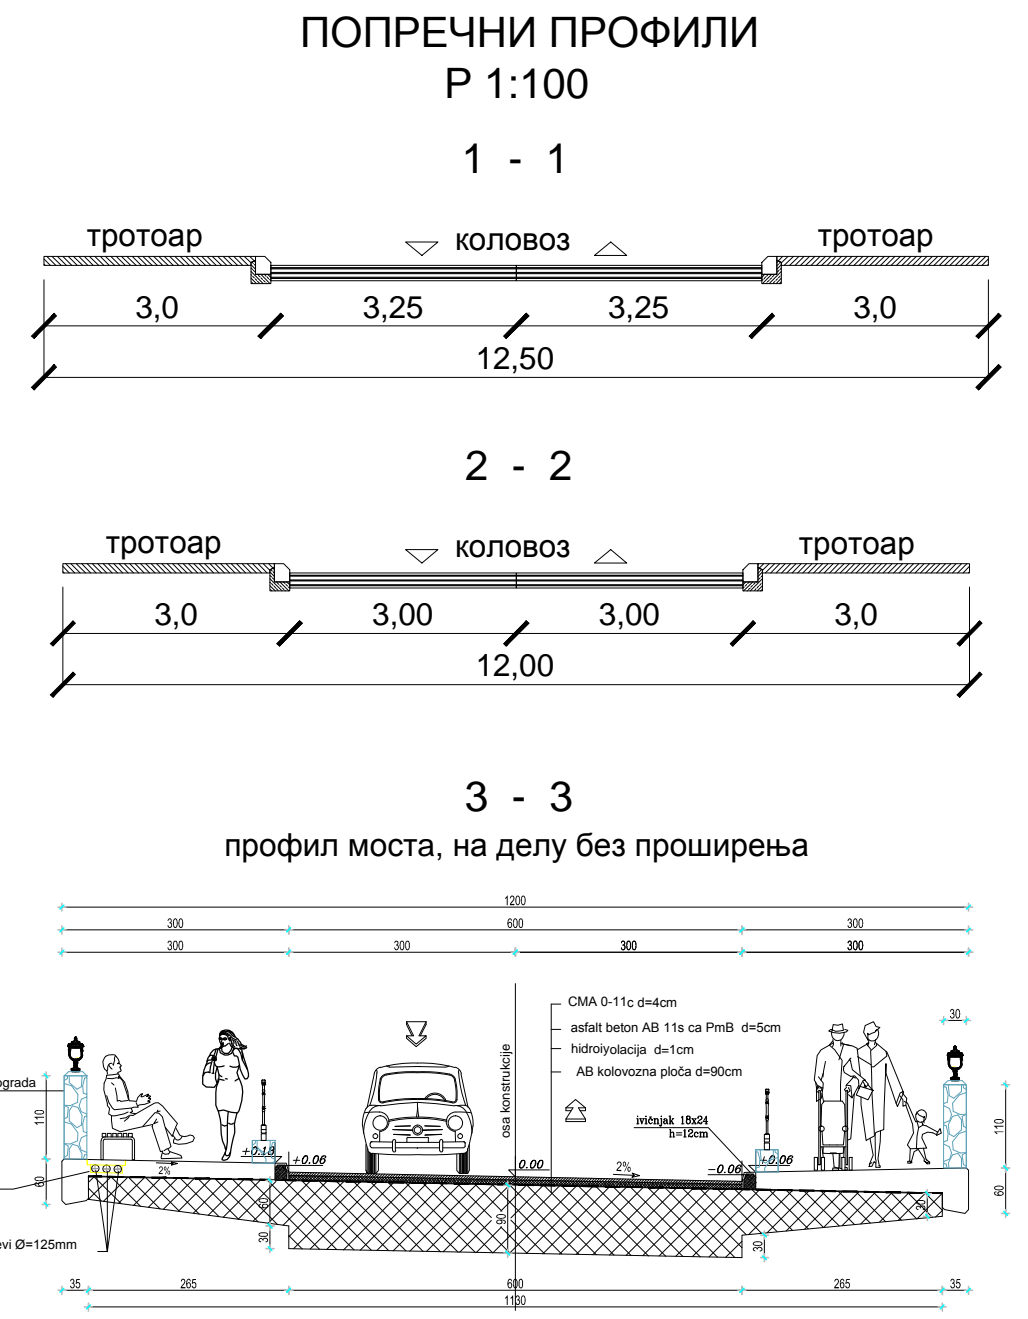 ПОПРЕЧНИ ПРОФИЛИ
Р 1:100
1 - 1
тротоар коловоз тротоар
3,0 3,25 3,25 3,0
12,50
2 - 2
тротоар коловоз тротоар
3,0 3,00 3,00 3,0
12,00
3 - 3
профил моста, на делу без проширења
1200
300 600 300
300 300 300 300
CMA 0-11c d=4cm
asfalt beton AB 11s ca PmB d=5cm
hidroiyolacija d=1cm
AB kolovozna ploča d=90cm
osa konstrukcije
30
ograda
110
110
ivičnjak 18x24
h=12cm
+0.18 +0.06 0.00 2% -0.06 +0.06
2%
60
60
60
90
30
30
30
evi Ø=125mm
35 265 600 265 35
1130